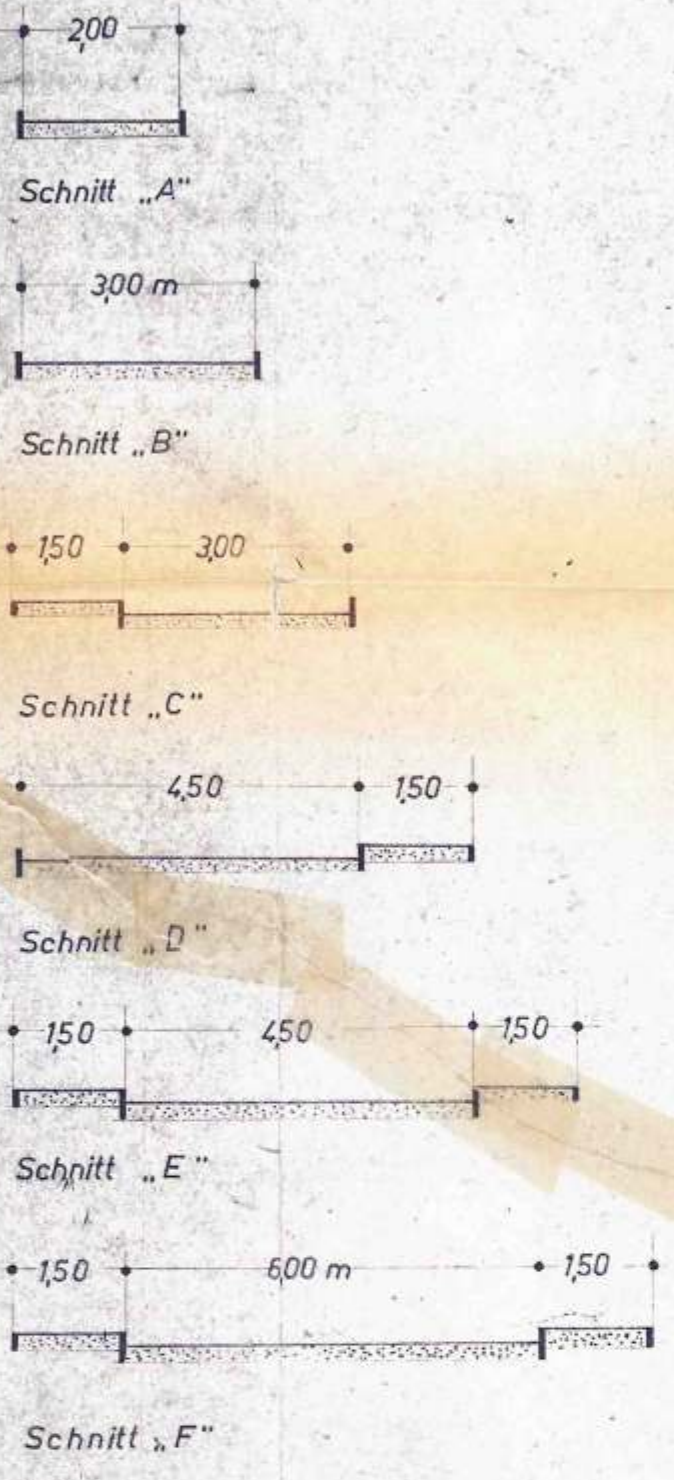 2,00
Schnitt „A"
3,00 m
Schnitt „B"
1,50 3,00
Schnitt „C"
4,50 1,50
Schnitt „D"
1,50 4,50 1,50
Schnitt „E"
1,50 6,00 m 1,50
Schnitt „F"